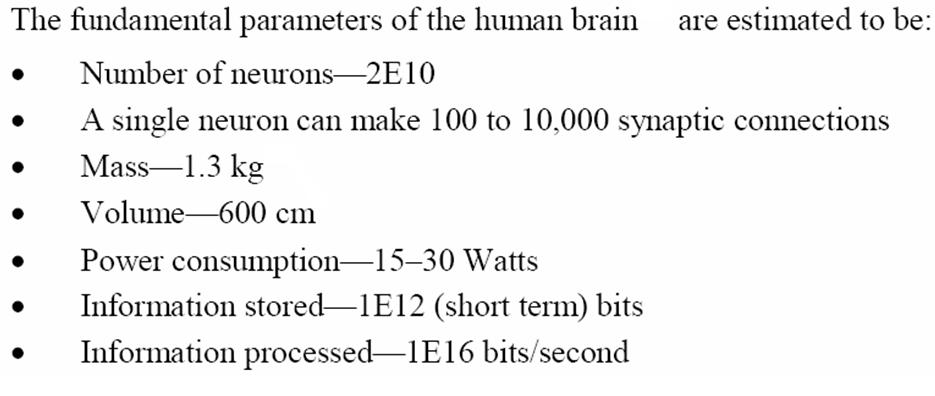 The fundamental parameters of the human brain are estimated to be:
• Number of neurons—2E10
• A single neuron can make 100 to 10,000 synaptic connections
• Mass—1.3 kg
• Volume—600 cm
• Power consumption—15–30 Watts
• Information stored—1E12 (short term) bits
• Information processed—1E16 bits/second